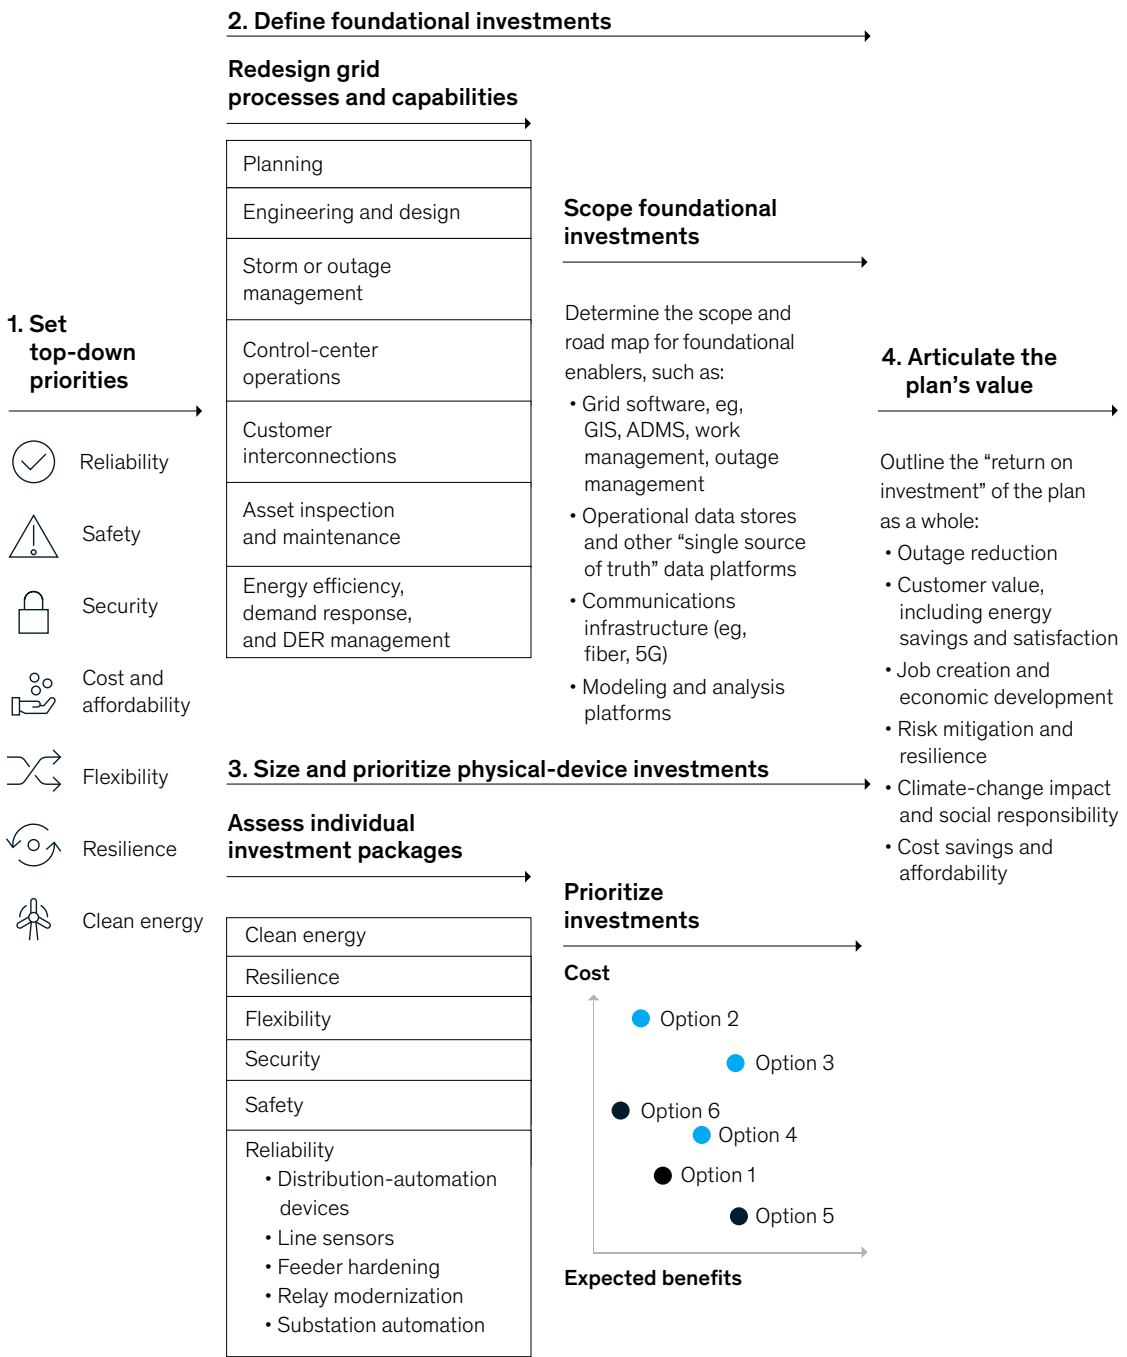 1. Set
top-down
priorities
Reliability
Safety
Security
Cost and
affordability
Flexibility
Resilience
Clean energy
2. Define foundational investments
Redesign grid
processes and capabilities
Planning
Engineering and design
Storm or outage
management
Control-center
operations
Customer
interconnections
Asset inspection
and maintenance
Energy efficiency,
demand response,
and DER management
Scope foundational
investments
Determine the scope and
road map for foundational
enablers, such as:
• Grid software, eg,
GIS, ADMS, work
management, outage
management
• Operational data stores
and other “single source
of truth” data platforms
• Communications
infrastructure (eg,
fiber, 5G)
• Modeling and analysis
platforms
3. Size and prioritize physical-device investments
Assess individual
investment packages
Clean energy
Resilience
Flexibility
Security
Safety
Reliability
• Distribution-automation
devices
• Line sensors
• Feeder hardening
• Relay modernization
• Substation automation
Prioritize
investments
Cost
Option 2
Option 3
Option 6
Option 4
Option 1
Option 5
Expected benefits
4. Articulate the
plan’s value
Outline the “return on
investment” of the plan
as a whole:
• Outage reduction
• Customer value,
including energy
savings and satisfaction
• Job creation and
economic development
• Risk mitigation and
resilience
• Climate-change impact
and social responsibility
• Cost savings and
affordability